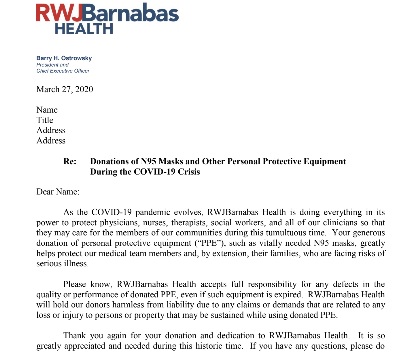 RWJBarnabas
HEALTH
Barry H. Ostrowsky
President and
Chief Executive Officer
March 27, 2020
Name
Title
Address
Address
Re: Donations of N95 Masks and Other Personal Protective Equipment
During the COVID-19 Crisis
Dear Name:
As the COVID-19 pandemic evolves, RWJBarnabas Health is doing everything in its
power to protect physicians, nurses, therapists, social workers, and all of our clinicians so that
they may care for the members of our communities during this tumultuous time. Your generous
donation of personal protective equipment ("PPE"), such as vitally needed N95 masks, greatly
helps protect our medical team members and, by extension, their families, who are facing risks of
serious illness.
Please know, RWJBarnabas Health accepts full responsibility for any defects in the
quality or performance of donated PPE, even if such equipment is expired. RWJBarnabas Health
will hold our donors harmless from liability due to any claims or demands that are related to any
loss or injury to persons or property that may be sustained while using donated PPE.
Thank you again for your donation and dedication to RWJBarnabas Health. It is so
greatly appreciated and needed during this historic time. If you have any questions, please do